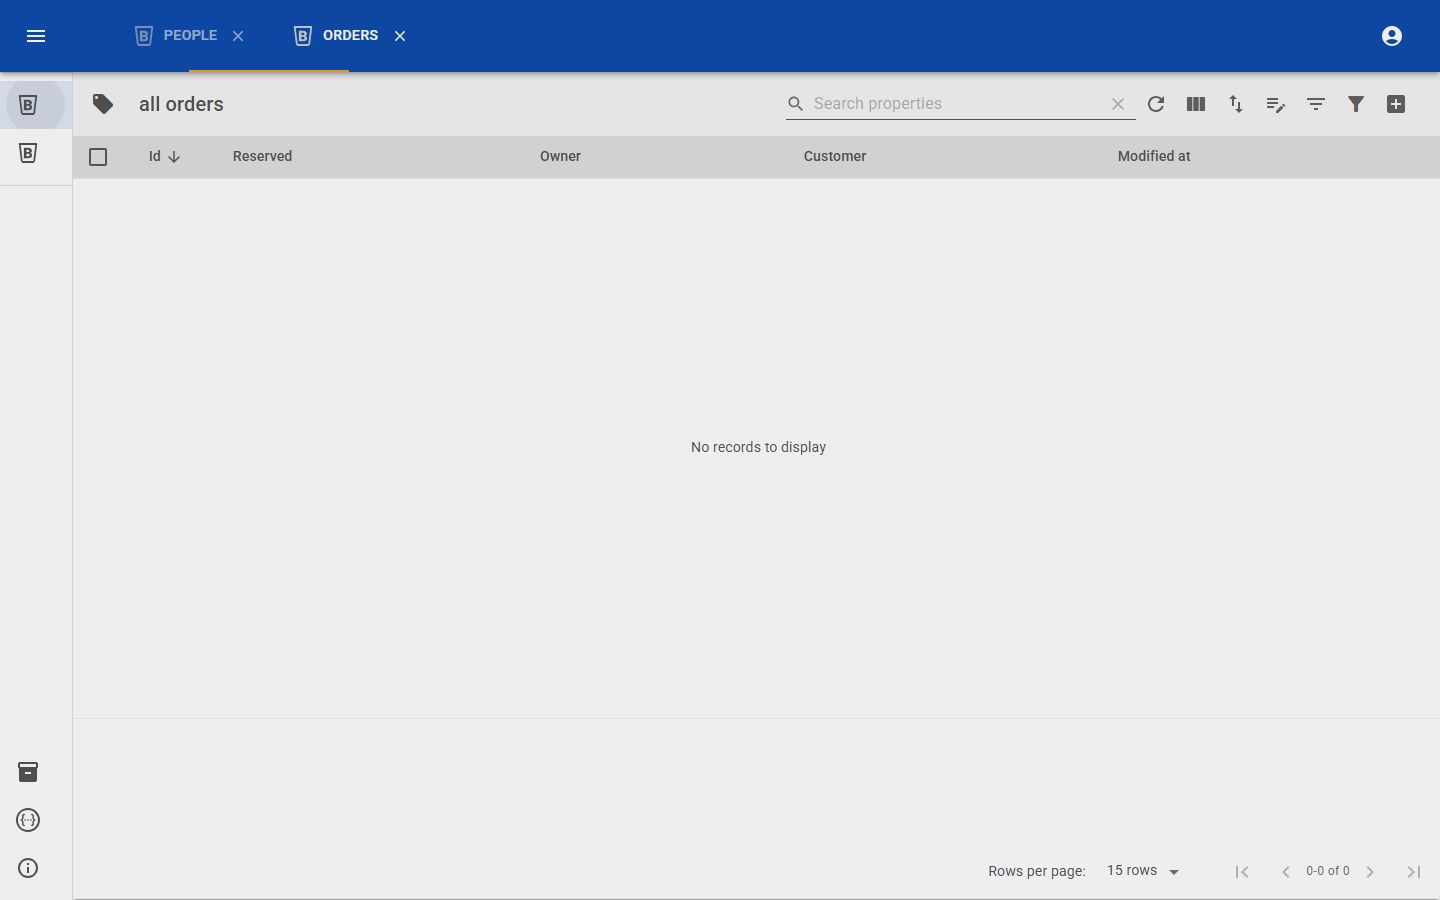 PEOPLE
ORDERS
all orders
Search properties
Id
Reserved
Owner
Customer
Modified at
No records to display
Rows per page:
15 rows
0-0 of 0